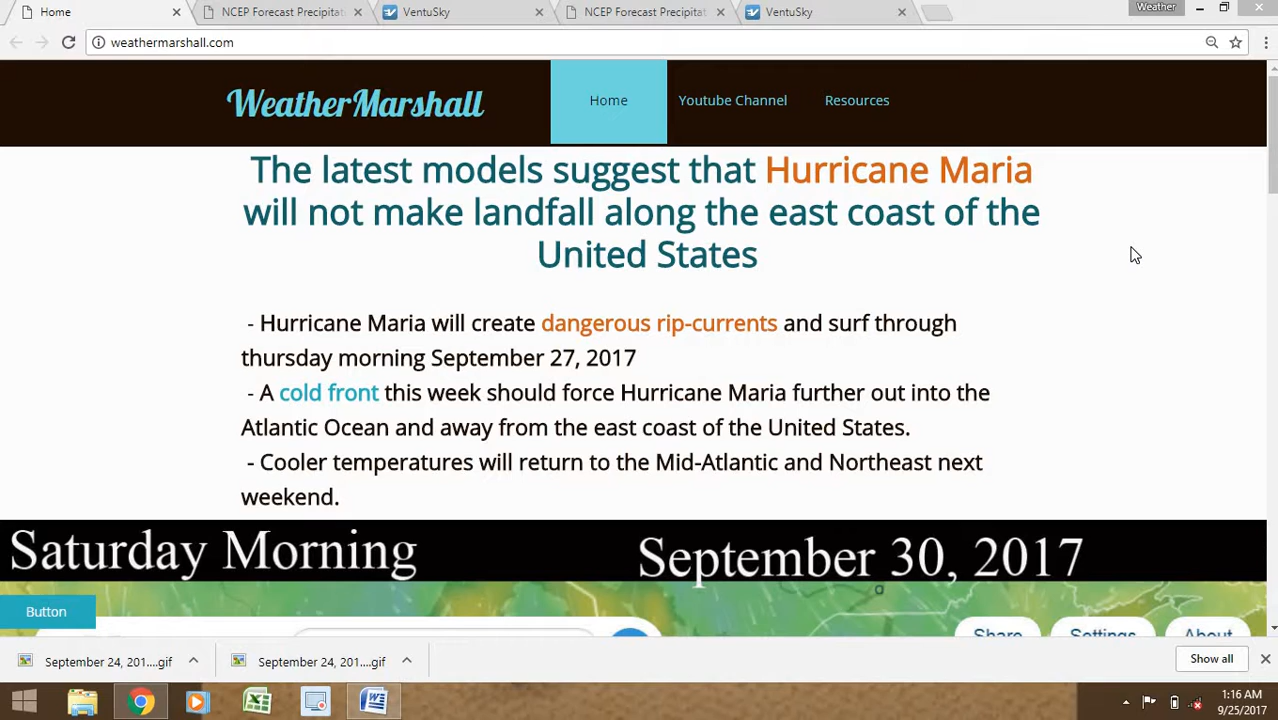 Home
NCEP Forecast Precipitat
VentuSky
NCEP Forecast Precipitat
VentuSky
Weather
weathermarshall.com
WeatherMarshall
Home
Youtube Channel
Resources
The latest models suggest that Hurricane Maria
will not make landfall along the east coast of the
United States
- Hurricane Maria will create dangerous rip-currents and surf through
thursday morning September 27, 2017
- A cold front this week should force Hurricane Maria further out into the
Atlantic Ocean and away from the east coast of the United States.
- Cooler temperatures will return to the Mid-Atlantic and Northeast next
weekend.
Saturday Morning September 30, 2017
Button
Share Settings About
September 24, 201....gif
September 24, 201....gif
Show all
1:16 AM
9/25/2017